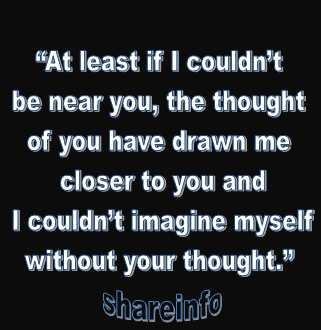 “At least if I couldn’t
be near you, the thought
of you have drawn me
closer to you and
I couldn’t imagine myself
without your thought.”
shareinfo